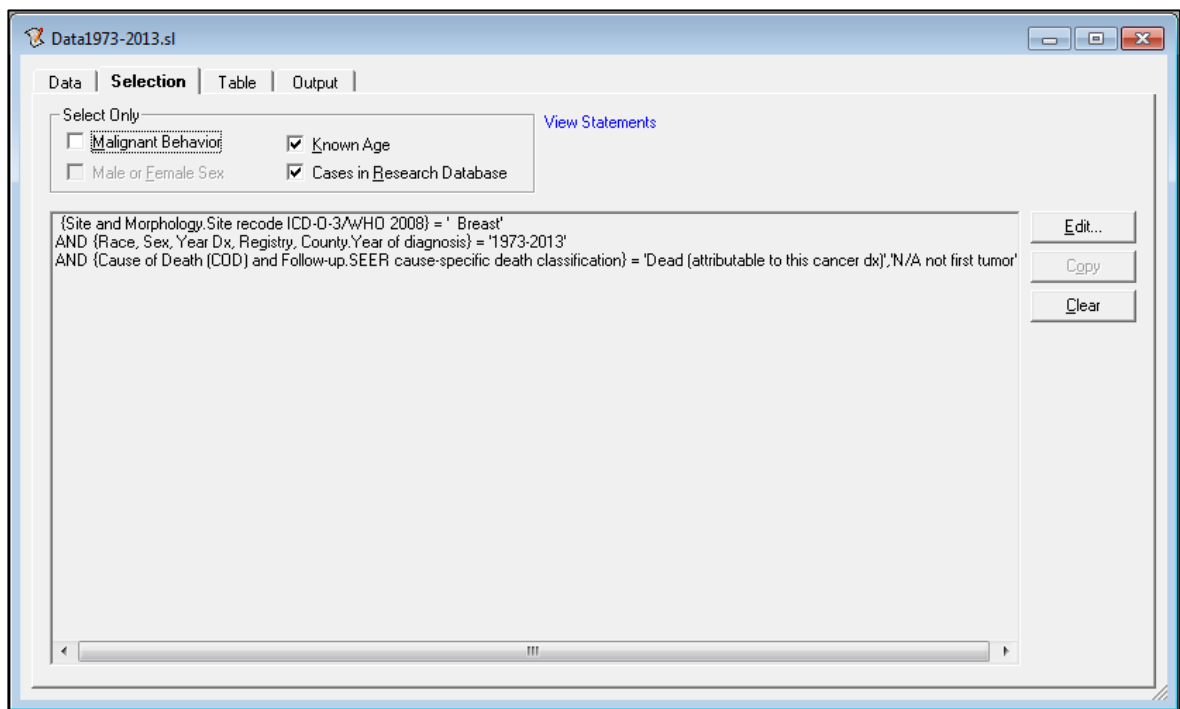 Data1973-2013.sl
Data Selection Table Output
Select Only
View Statements
Malignant Behavior Known Age
Male or Female Sex Cases in Research Database
{Site and Morphology.Site recode ICD-O-3/WHO 2008} = ' Breast'
AND {Race, Sex, Year Dx, Registry, County.Year of diagnosis} = '1973-2013'
AND {Cause of Death (COD) and Follow-up.SEER cause-specific death classification} = 'Dead (attributable to this cancer dx)','N/A not first tumor'
Edit...
Copy
Clear